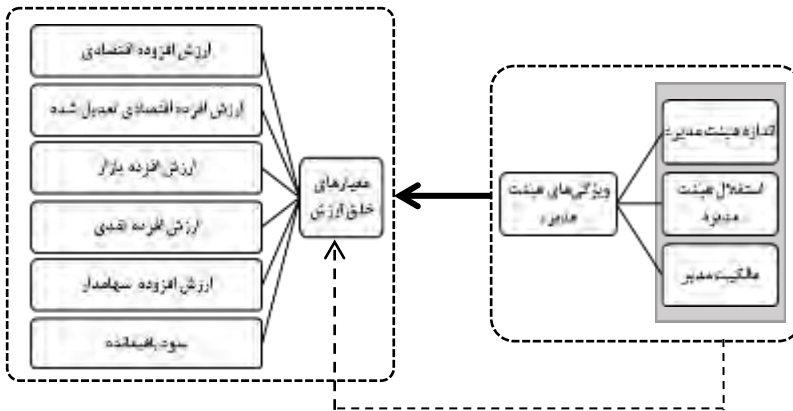 اندازه هیئت مدیره
استقلال هیئت
مدیره
مالکیت مدیر
ویژگی‌های هیئت
مدیره
معیارهای
خلق ارزش
ارزش افزوده اقتصادی
ارزش افزوده اقتصادی تعدیل شده
ارزش افزوده بازار
ارزش افزوده نقدی
ارزش افزوده سهامدار
سود باقیمانده